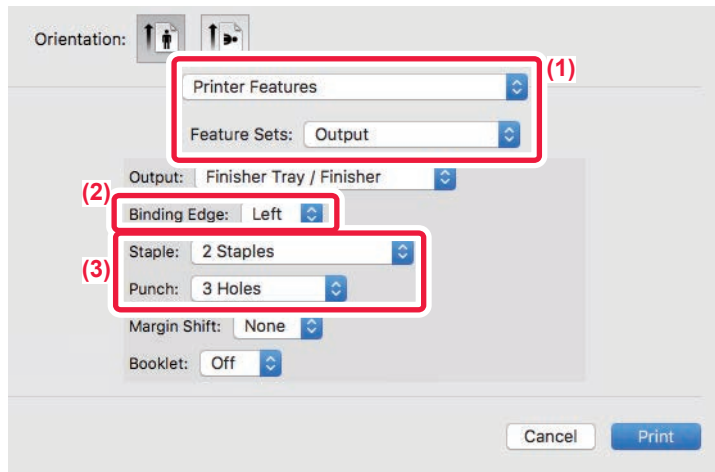 Orientation:
(1)
Printer Features
Feature Sets: Output
Output: Finisher Tray / Finisher
(2)
Binding Edge: Left
(3)
Staple: 2 Staples
Punch: 3 Holes
Margin Shift: None
Booklet: Off
Cancel Print